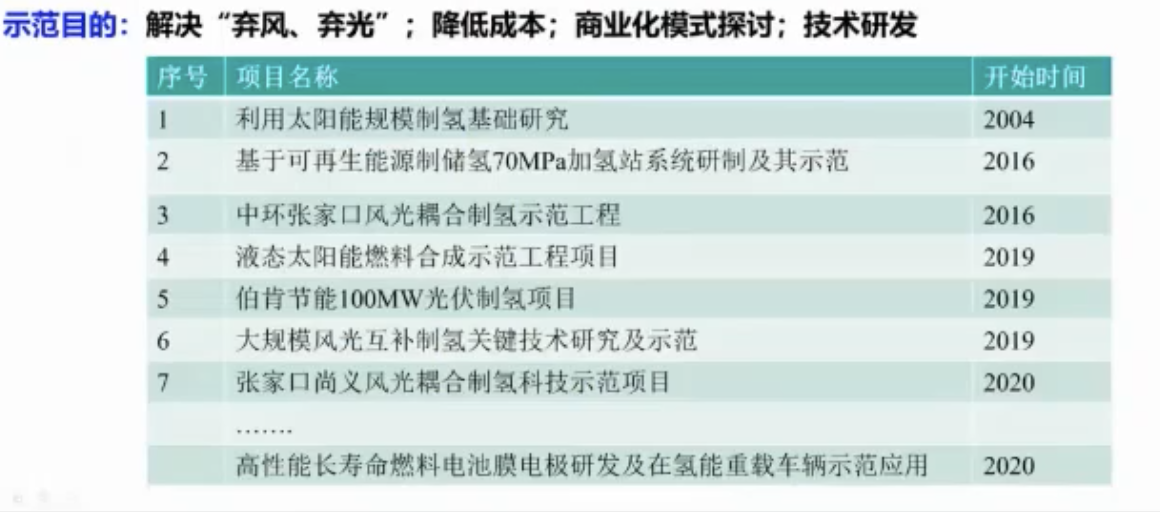 示范目的：解决“弃风、弃光”；降低成本；商业化模式探讨；技术研发
序号 项目名称 开始时间
1 利用太阳能规模制氢基础研究 2004
2 基于可再生能源制储氢70MPa加氢站系统研制及其示范 2016
3 中环张家口风光耦合制氢示范工程 2016
4 液态太阳能燃料合成示范工程项目 2019
5 伯肯节能100MW光伏制氢项目 2019
6 大规模风光互补制氢关键技术研究及示范 2019
7 张家口尚义风光耦合制氢科技示范项目 2020
.......
高性能长寿命燃料电池膜电极研发及在氢能重载车辆示范应用 2020